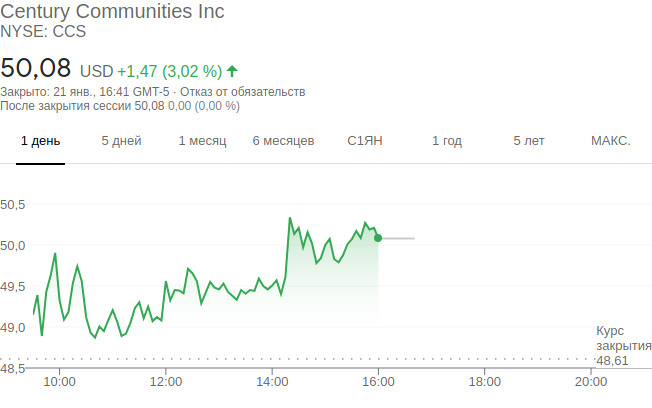 Century Communities Inc
NYSE: CCS
50,08 USD +1,47 (3,02 %)
Закрыто: 21 янв., 16:41 GMT-5 · Отказ от обязательств
После закрытия сессии 50,08 0,00 (0,00 %)
1 день 5 дней 1 месяц 6 месяцев С1ЯН 1 год 5 лет МАКС.
50,5
50,0
49,5
49,0
Курс
закрытия
48,61
48,5
10:00 12:00 14:00 16:00 18:00 20:00